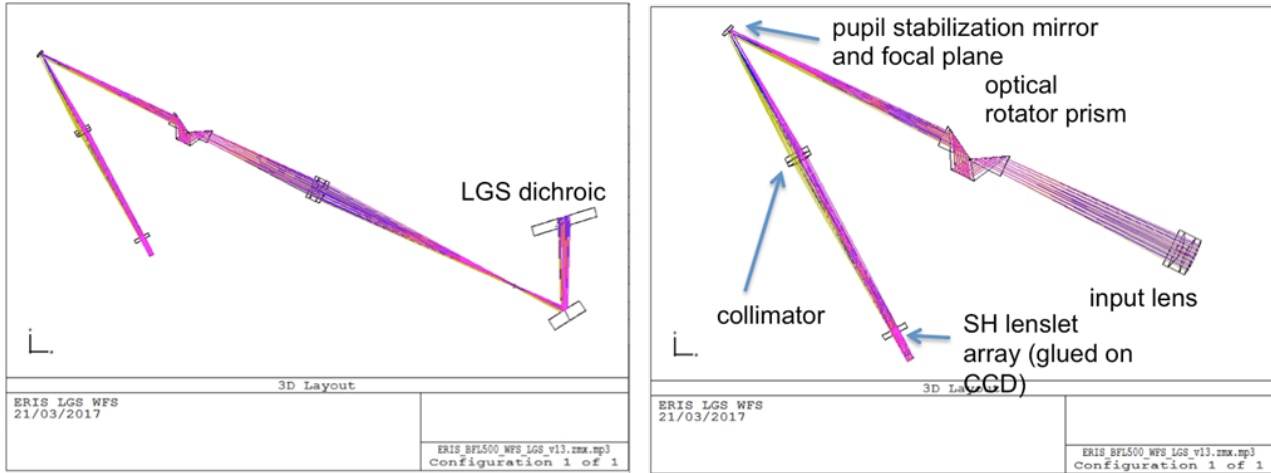 LGS dichroic
3D Layout
ERIS LGS WFS
21/03/2017
ERIS_BFL500_WFS_LGS_v13.zmx.mp3
Configuration 1 of 1
pupil stabilization mirror
and focal plane
optical
rotator prism
input lens
collimator
SH lenslet
array (glued on
CCD)
3D Layout
ERIS LGS WFS
21/03/2017
ERIS_BFL500_WFS_LGS_v13.zmx.mp3
Configuration 1 of 1